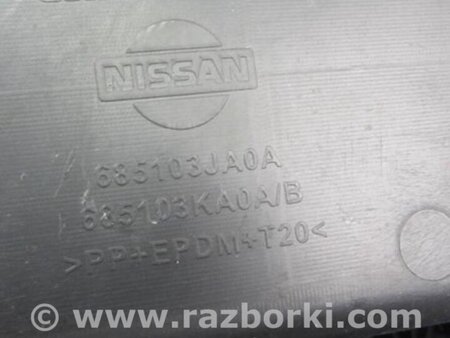 NISSAN
685103JA0A
685103KA0A/B
>PP+EPDM+T20<
© www.razborki.com